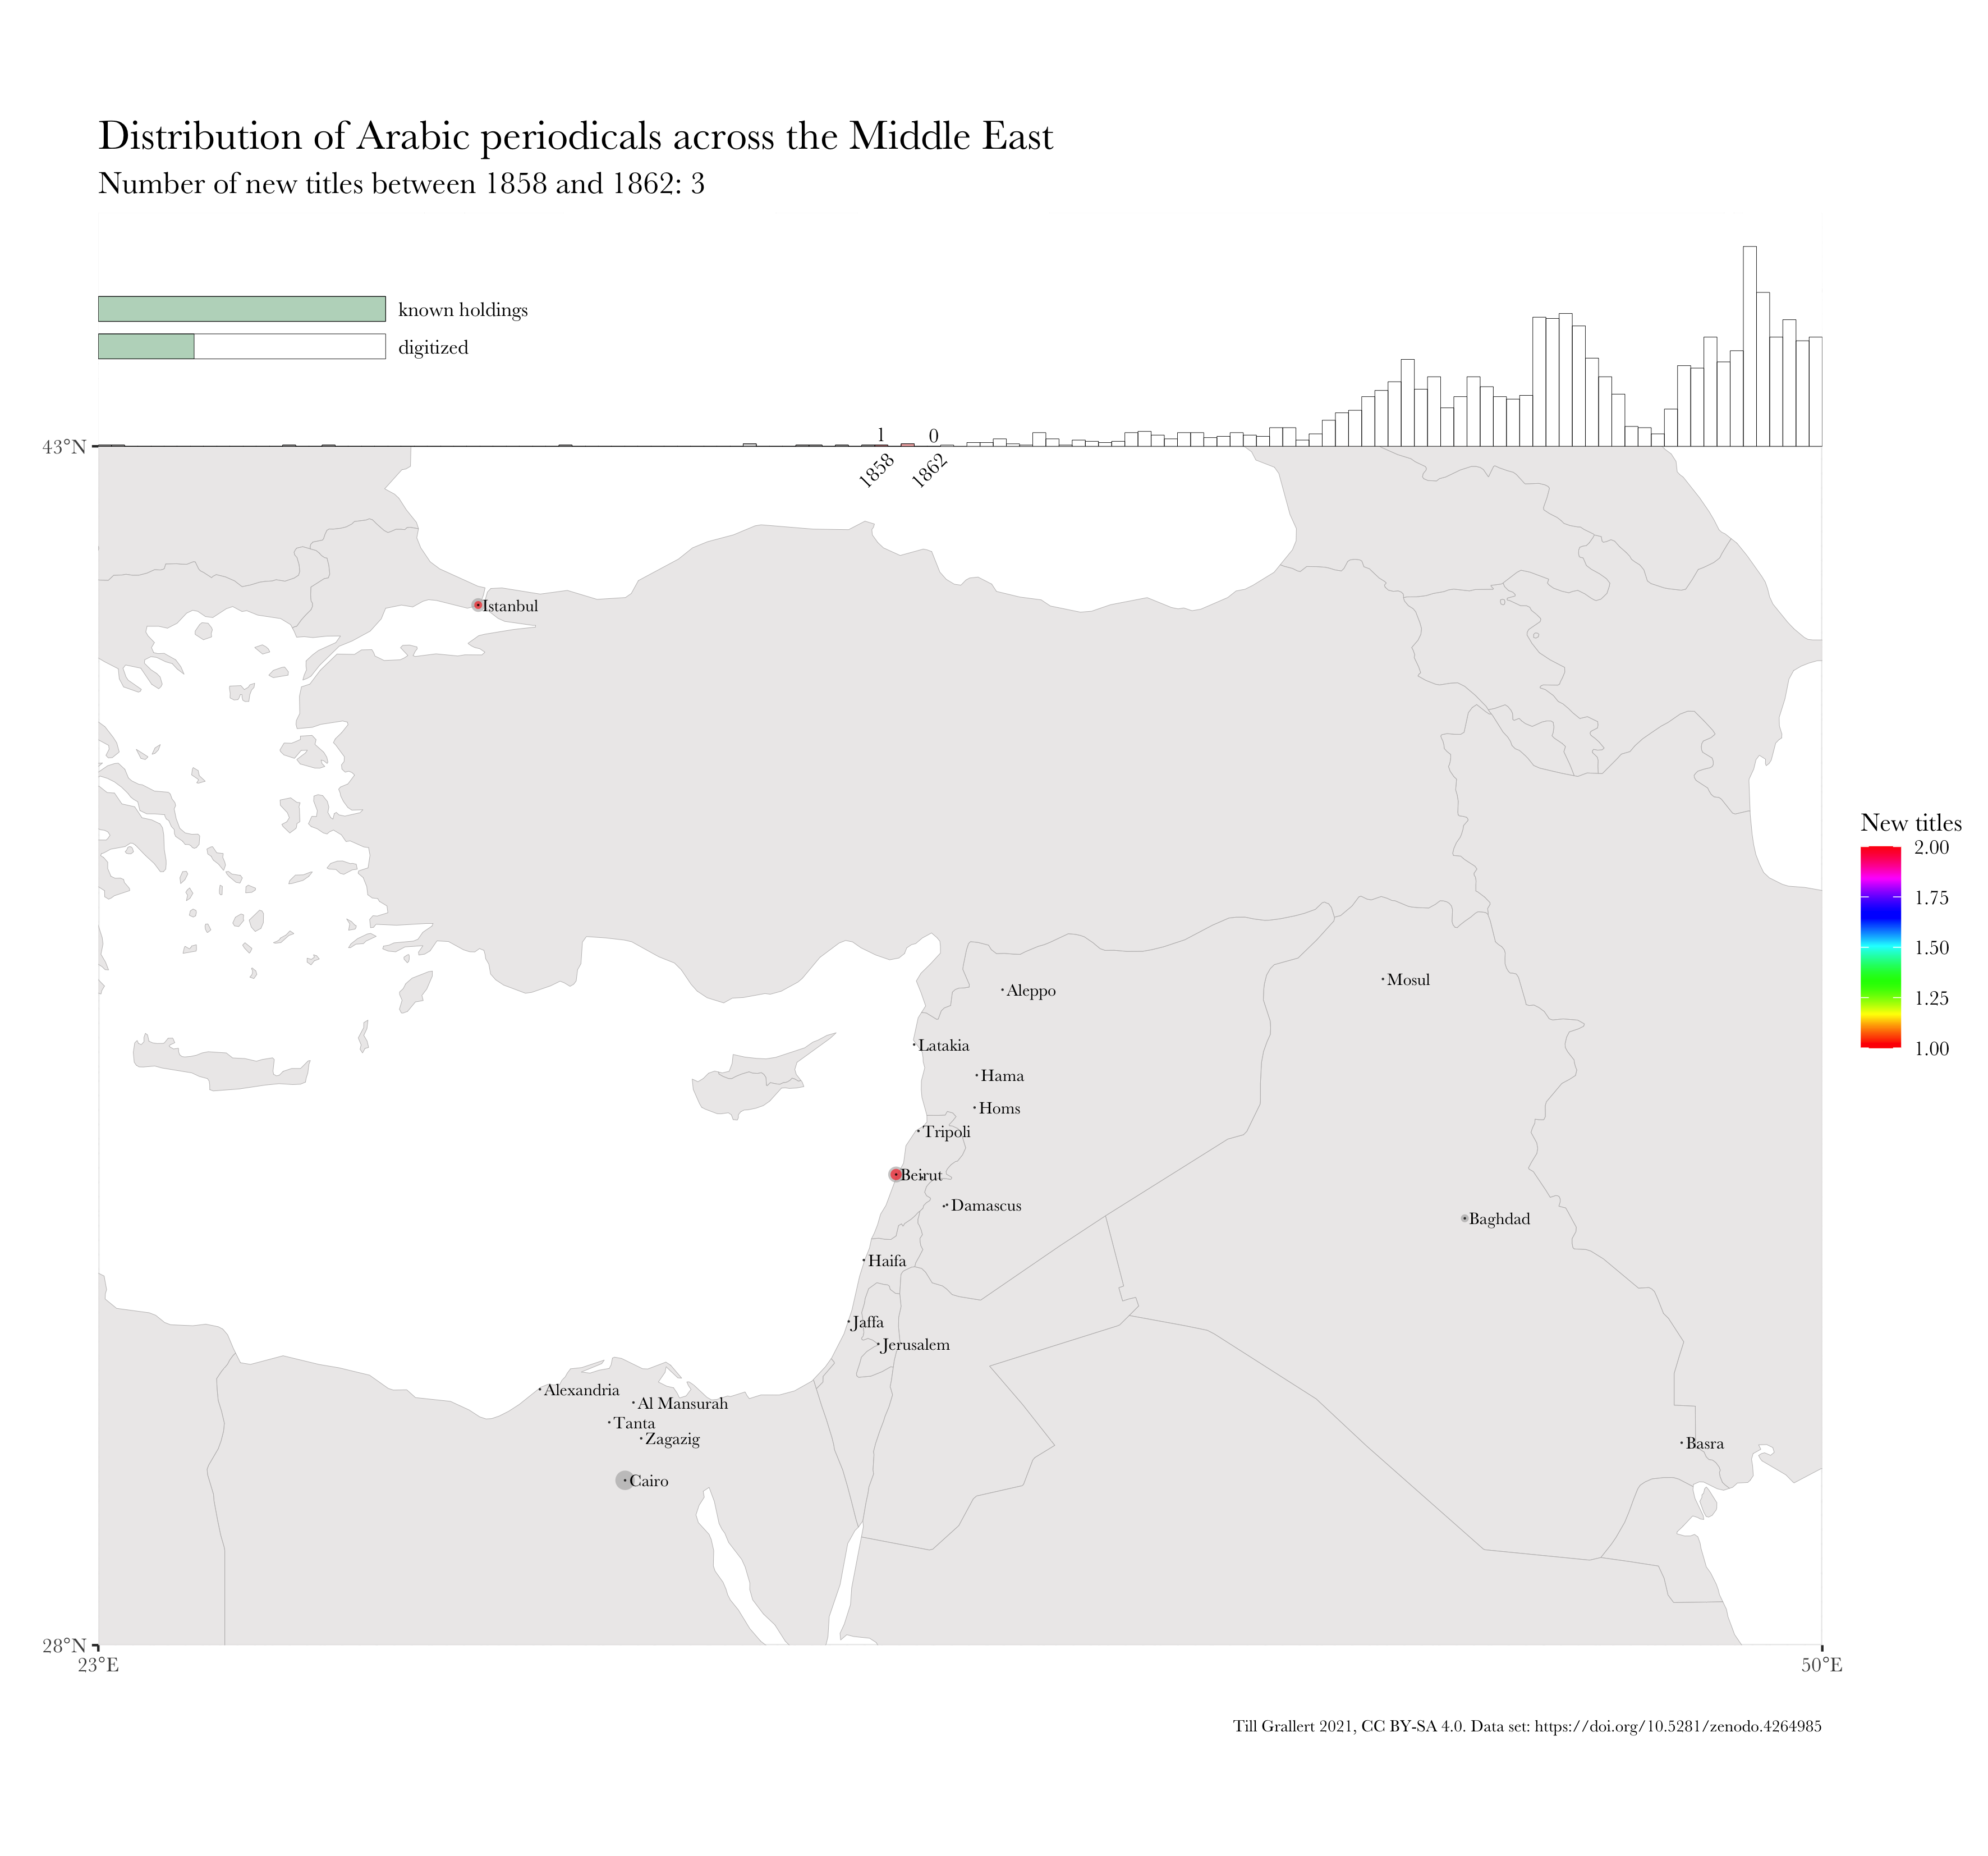 Distribution of Arabic periodicals across the Middle East
Number of new titles between 1858 and 1862: 3
known holdings
digitized
1
0
43°N
1858
1862
Istanbul
New titles
2.00
1.75
1.50
1.25
1.00
Mosul
Aleppo
Latakia
Hama
Homs
Tripoli
Beirut
Damascus
Baghdad
Haifa
Jaffa
Jerusalem
Alexandria
Al Mansurah
Tanta
Zagazig
Basra
Cairo
28°N
23°E
50°E
Till Grallert 2021, CC BY-SA 4.0. Data set: https://doi.org/10.5281/zenodo.4264985